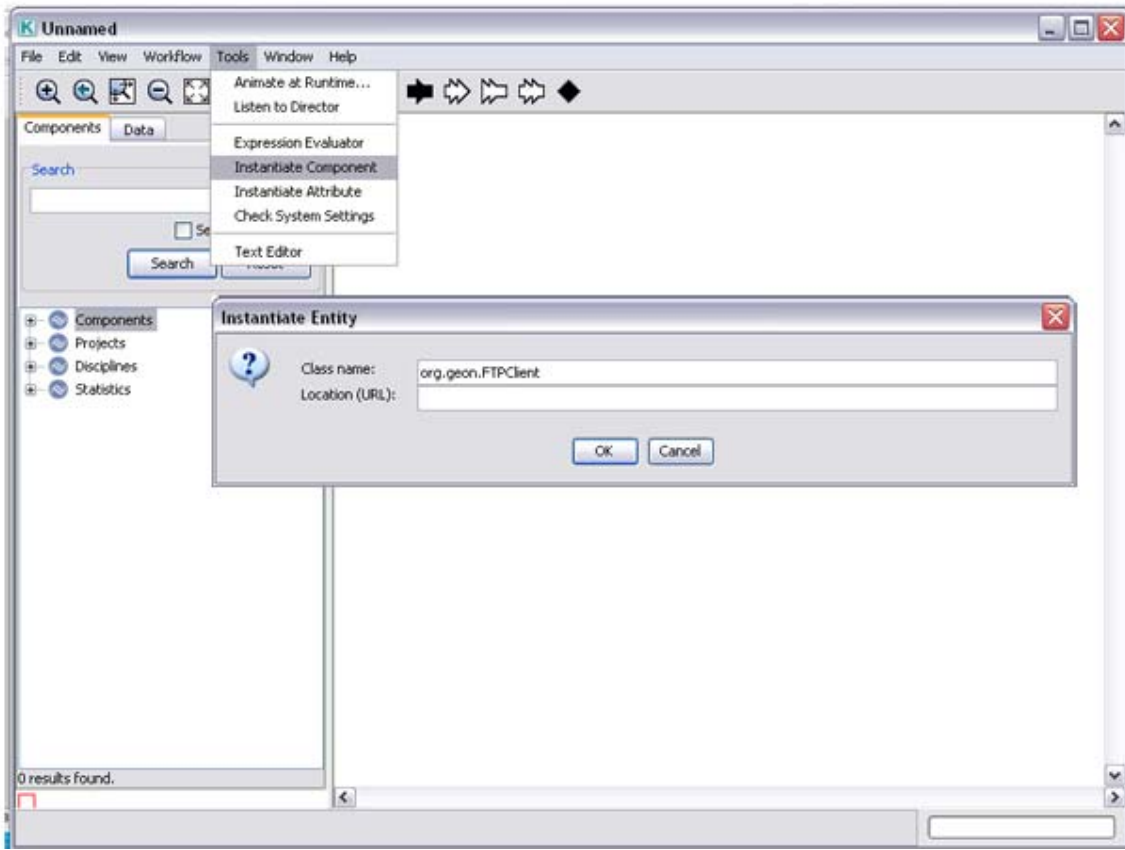 Unnamed
File Edit View Workflow Tools Window Help
Animate at Runtime...
Listen to Director
Components Data
Expression Evaluator
Search
Instantiate Component
Instantiate Attribute
Check System Settings
Se
Text Editor
Search
Components
Projects
Disciplines
Statistics
Instantiate Entity
Class name: org.geon.FTPClient
Location (URL):
OK Cancel
0 results found.